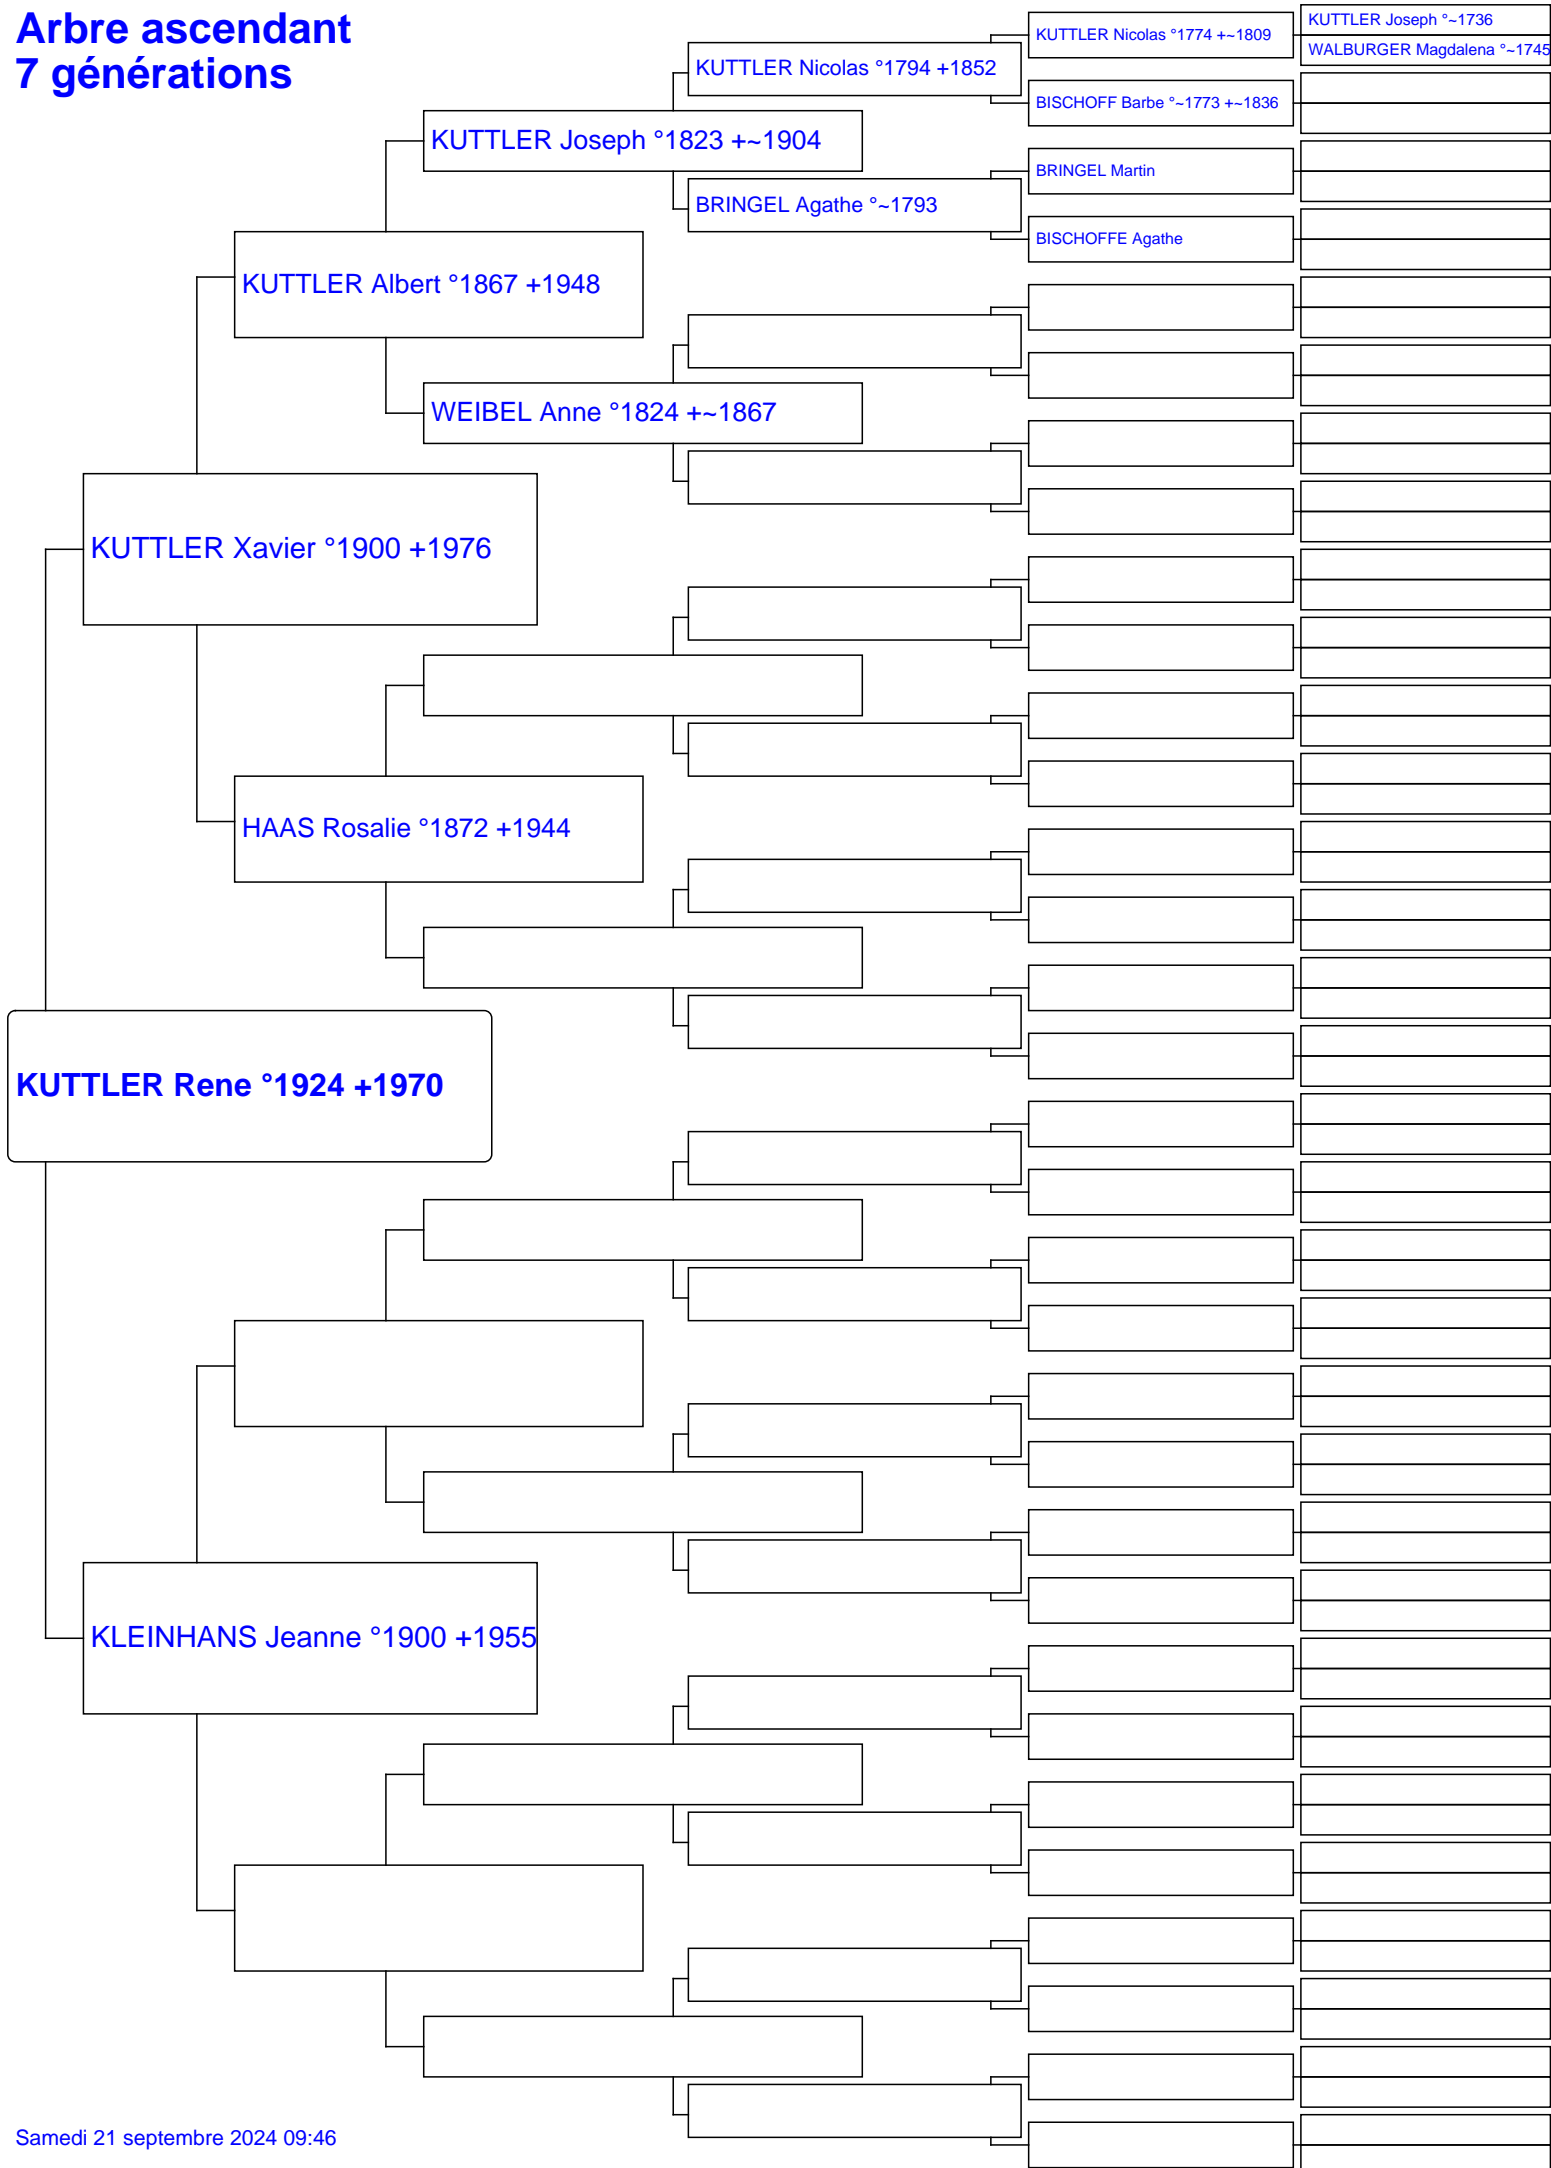 Arbre ascendant
7 générations
KUTTLER Joseph °~1736
KUTTLER Nicolas °1774 +~1809
WALBURGER Magdalena °~1745
KUTTLER Nicolas °1794 +1852
BISCHOFF Barbe °~1773 +~1836
KUTTLER Joseph °1823 +~1904
BRINGEL Martin
BRINGEL Agathe °~1793
BISCHOFFE Agathe
KUTTLER Albert °1867 +1948
WEIBEL Anne °1824 +~1867
KUTTLER Xavier °1900 +1976
HAAS Rosalie °1872 +1944
KUTTLER Rene °1924 +1970
KLEINHANS Jeanne °1900 +1955
Samedi 21 septembre 2024 09:46